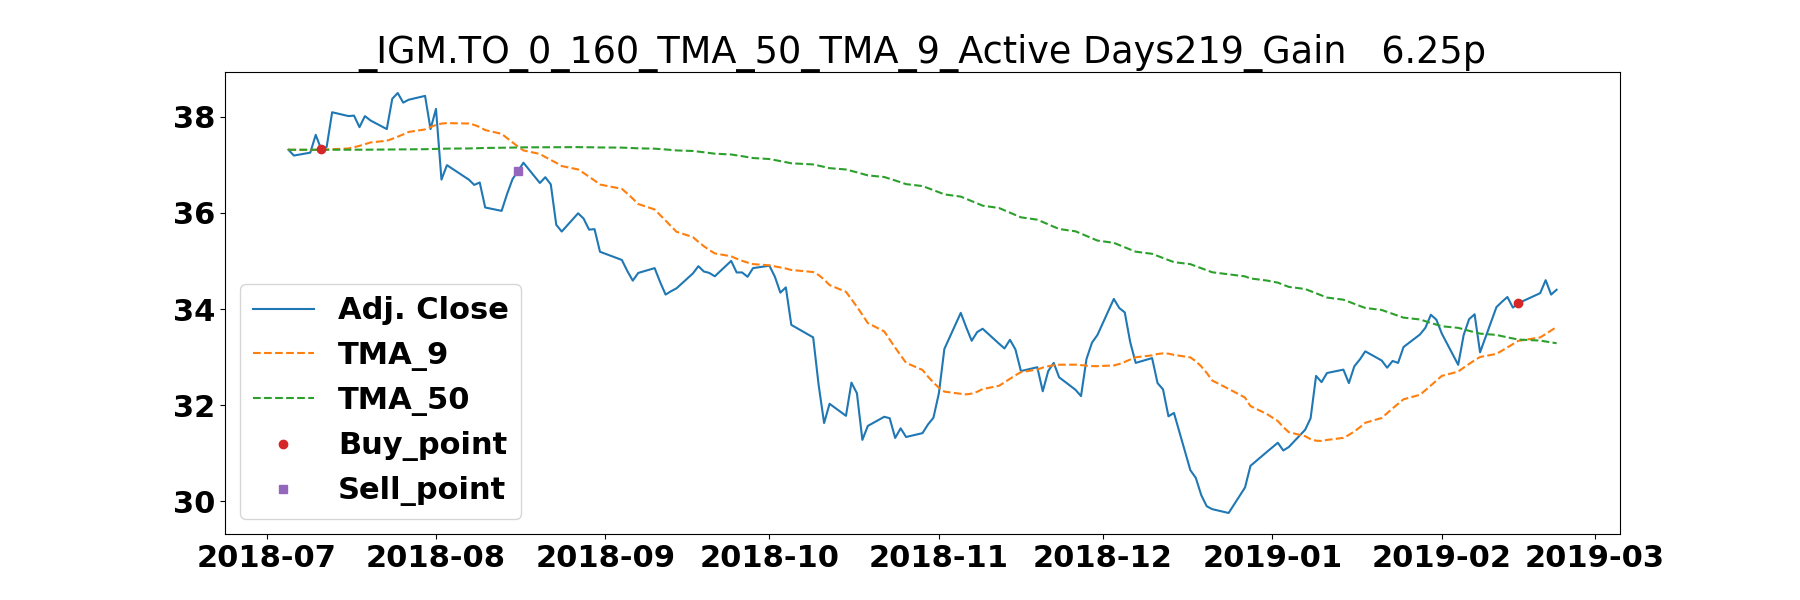 _IGM.TO_0_160_TMA_50_TMA_9_Active Days219_Gain   6.25p
38
36
34
32
30
Adj. Close
TMA_9
TMA_50
Buy_point
Sell_point
2018-07 2018-08 2018-09 2018-10 2018-11 2018-12 2019-01 2019-02 2019-03